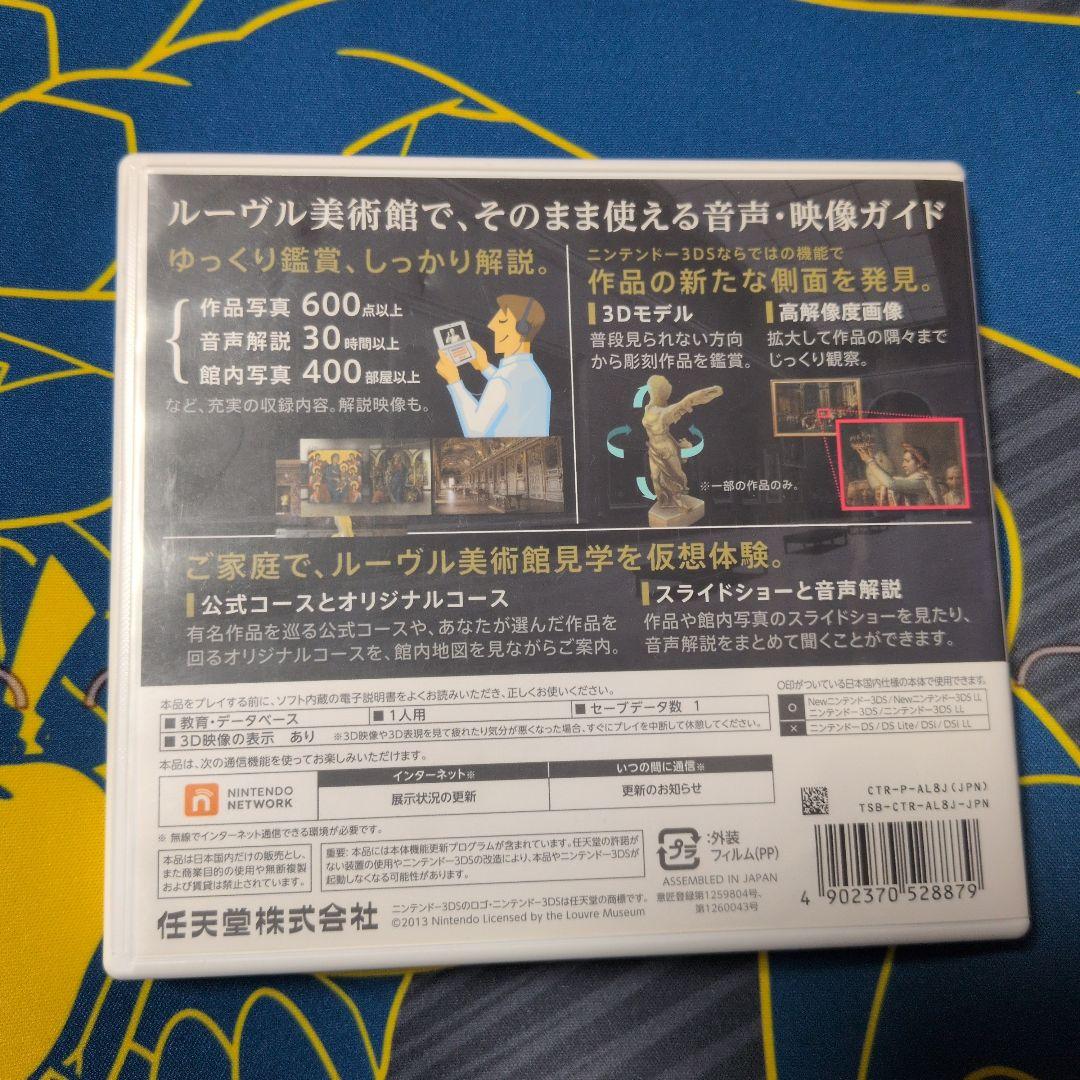 ルーヴル美術館で、そのまま使える音声・映像ガイド
ゆっくり鑑賞、しっかり解説。
作品写真 600点以上
音声解説 30時間以上
館内写真 400部屋以上
など、充実の収録内容。解説映像も。
ニンテンドー3DSならではの機能で
作品の新たな側面を発見。
3Dモデル
普段見られない方向
から彫刻作品を鑑賞。
高解像度画像
拡大して作品の隅々まで
じっくり観察。
※一部の作品のみ。
ご家庭で、ルーヴル美術館見学を仮想体験。
公式コースとオリジナルコース
有名作品を巡る公式コースや、あなたが選んだ作品を
回るオリジナルコースを、館内地図を見ながらご案内。
スライドショーと音声解説
作品や館内写真のスライドショーを見たり、
音声解説をまとめて聞くことができます。
本品をプレイする前に、ソフト内蔵の電子説明書をよくお読みいただき、正しくお使いください。
■ 教育・データベース ■ 1人用 ■ セーブデータ数 1
■ 3D映像の表示 あり ※3D映像や3D表現を見て疲れたり気分が悪くなった場合、すぐにプレイを中断して休憩してください。
○印がついている日本国内仕様の本体で使用できます。
○ Newニンテンドー3DS/Newニンテンドー3DS LL
ニンテンドー3DS/ニンテンドー3DS LL
× ニンテンドーDS/DS Lite/DSi/DSi LL
本品は、次の通信機能を使ってお楽しみいただけます。
NINTENDO
NETWORK
インターネット※
展示状況の更新
いつの間に通信※
更新のお知らせ
※ 無線でインターネット通信できる環境が必要です。
本品は日本国内だけの販売とし、
また商業目的の使用や無断複製
および賃貸は禁止されています。
重要: 本品には本体機能更新プログラムが含まれています。任天堂の許諾が
ない装置の使用やニンテンドー3DSの改造により、本体やニンテンドー3DSが
起動しなくなる可能性があります。
プラ
:外装
フィルム(PP)
ASSEMBLED IN JAPAN
意匠登録第1259804号、
第1260043号
CTR-P-AL8J(JPN)
TSB-CTR-AL8J-JPN
4 902370 528879
任天堂株式会社
ニンテンドー3DSのロゴ・ニンテンドー3DSは任天堂の商標です。
©2013 Nintendo Licensed by the Louvre Museum